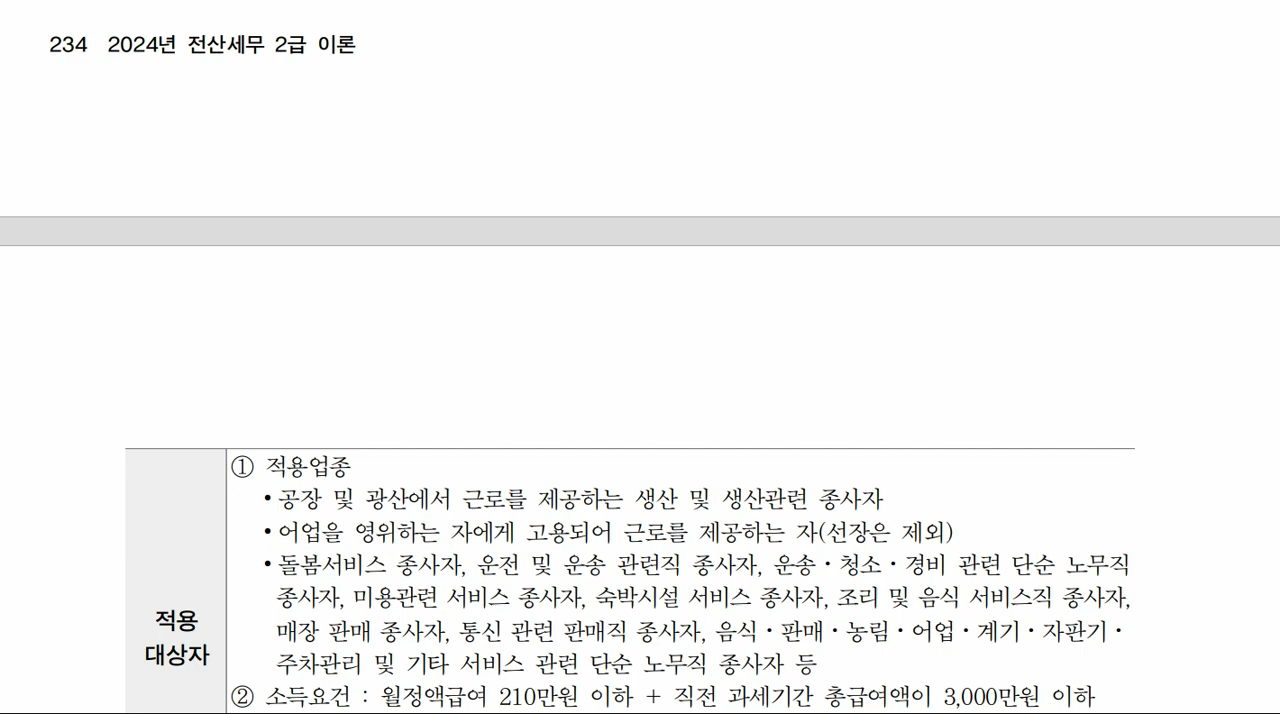 234 2024년 전산세무 2급 이론
① 적용업종
• 공장 및 광산에서 근로를 제공하는 생산 및 생산관련 종사자
• 어업을 영위하는 자에게 고용되어 근로를 제공하는 자(선장은 제외)
• 돌봄서비스 종사자, 운전 및 운송 관련직 종사자, 운송・청소・경비 관련 단순 노무직
종사자, 미용관련 서비스 종사자, 숙박시설 서비스 종사자, 조리 및 음식 서비스직 종사자,
매장 판매 종사자, 통신 관련 판매직 종사자, 음식・판매・농림・어업・계기・자판기・
주차관리 및 기타 서비스 관련 단순 노무직 종사자 등
적용
대상자
② 소득요건 : 월정액급여 210만원 이하 + 직전 과세기간 총급여액이 3,000만원 이하